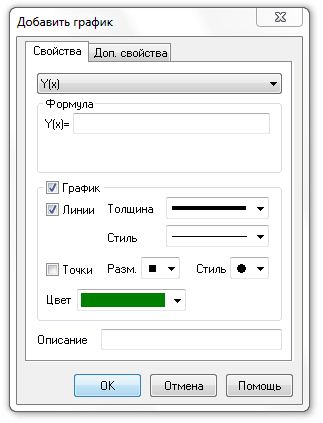 Добавить график
Свойства Доп. свойства
Y(x)
Формула
Y(x)=
График
Линии Толщина
Стиль
Точки Разм. Стиль
Цвет
Описание
OK Отмена Помощь